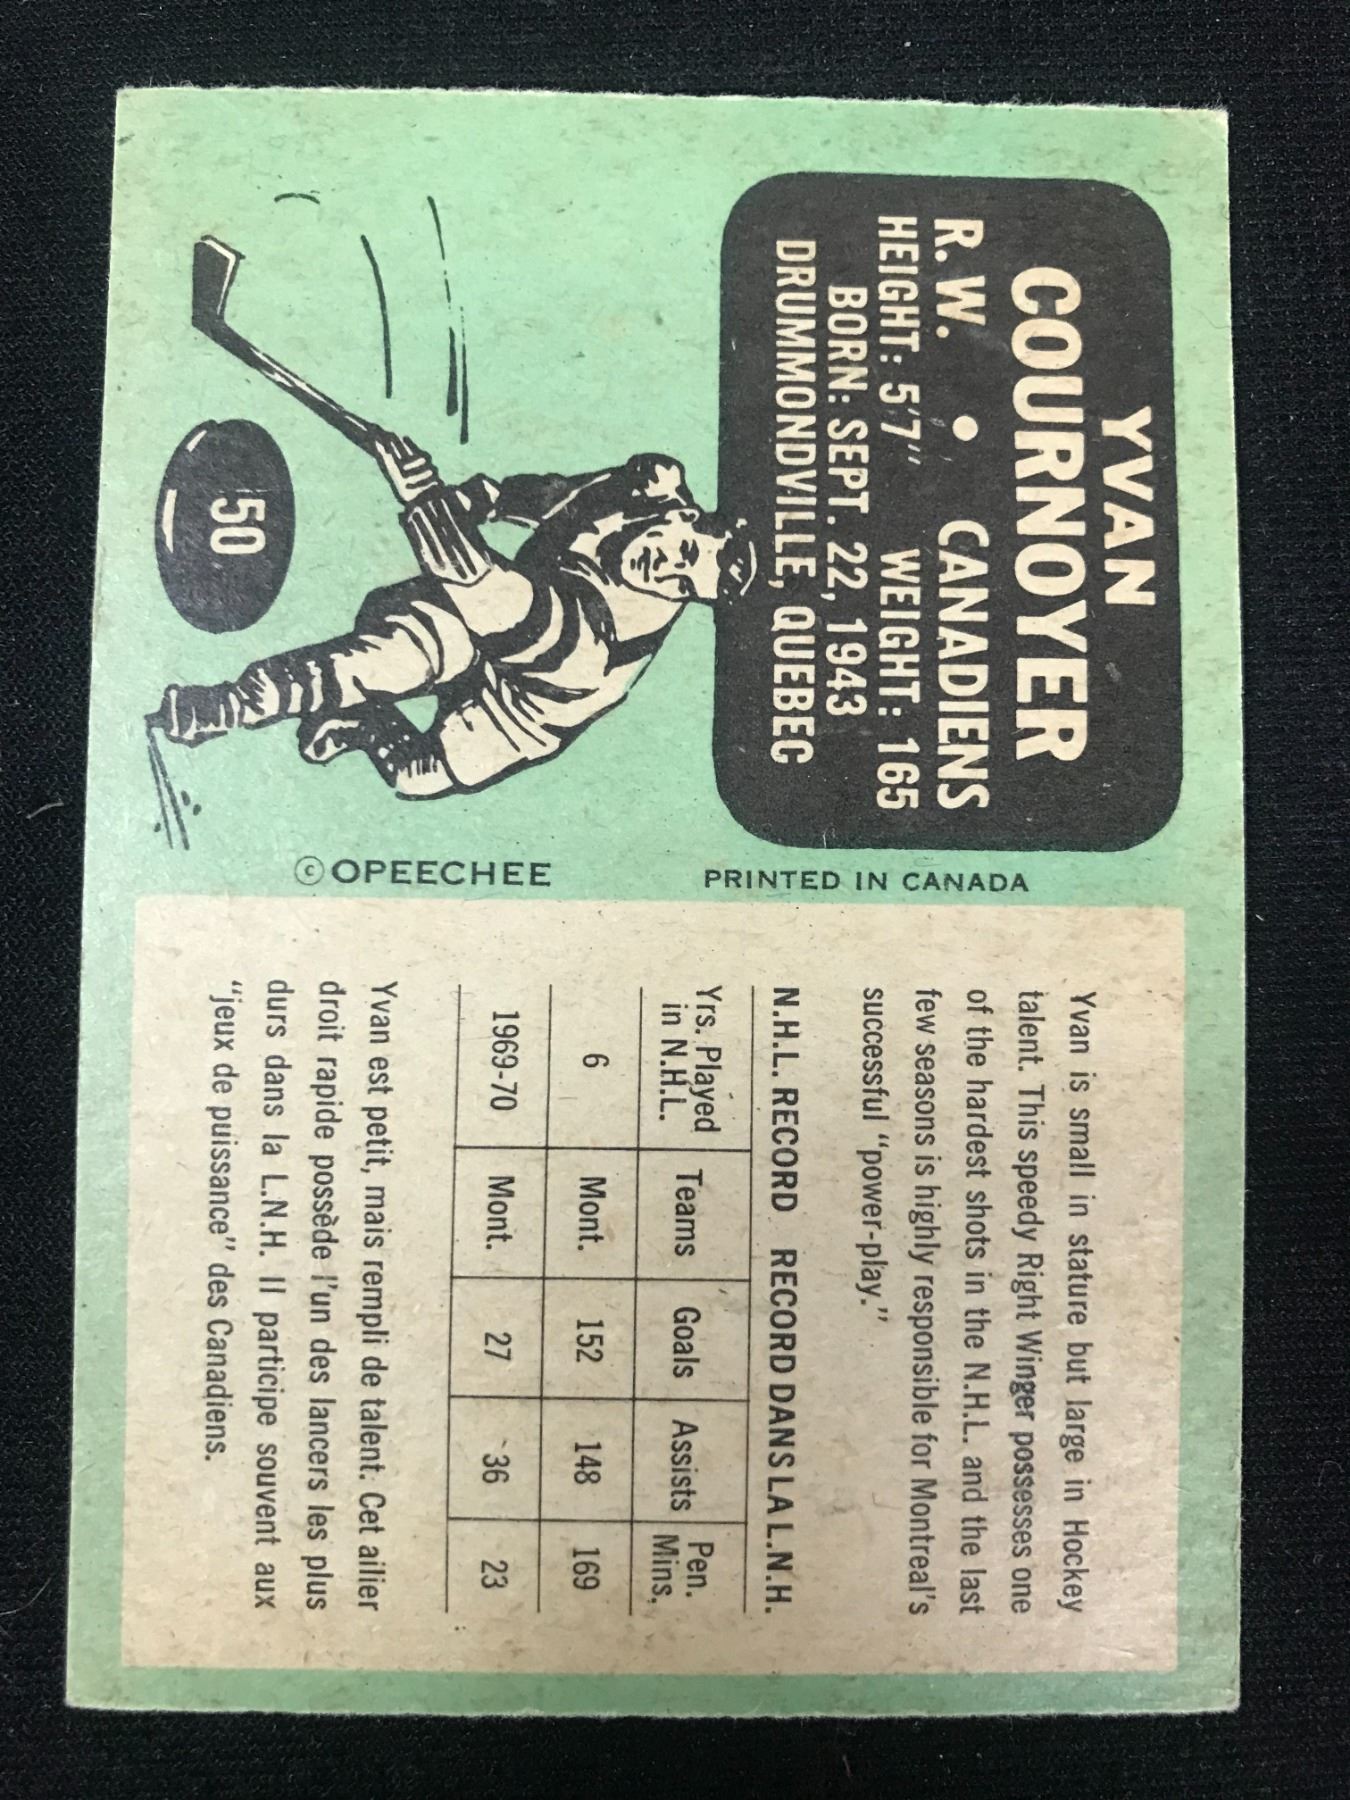 YVAN
COURNOYER
R.W. • CANADIENS
HEIGHT: 5'7" WEIGHT: 165
BORN: SEPT. 22, 1943
DRUMMONDVILLE, QUEBEC
50
© OPEECHEE
PRINTED IN CANADA
Yvan is small in stature but large in Hockey
talent. This speedy Right Winger possesses one
of the hardest shots in the N.H.L. and the last
few seasons is highly responsible for Montreal's
successful "power-play."
N.H.L. RECORD RECORD DANS LA L.N.H.
Yrs. Played in N.H.L. Teams Goals Assists Pen. Mins.
6 Mont. 152 148 169
1969-70 Mont. 27 36 23
Yvan est petit, mais rempli de talent. Cet ailier
droit rapide possède l'un des lancers les plus
durs dans la L.N.H. Il participe souvent aux
"jeux de puissance" des Canadiens.